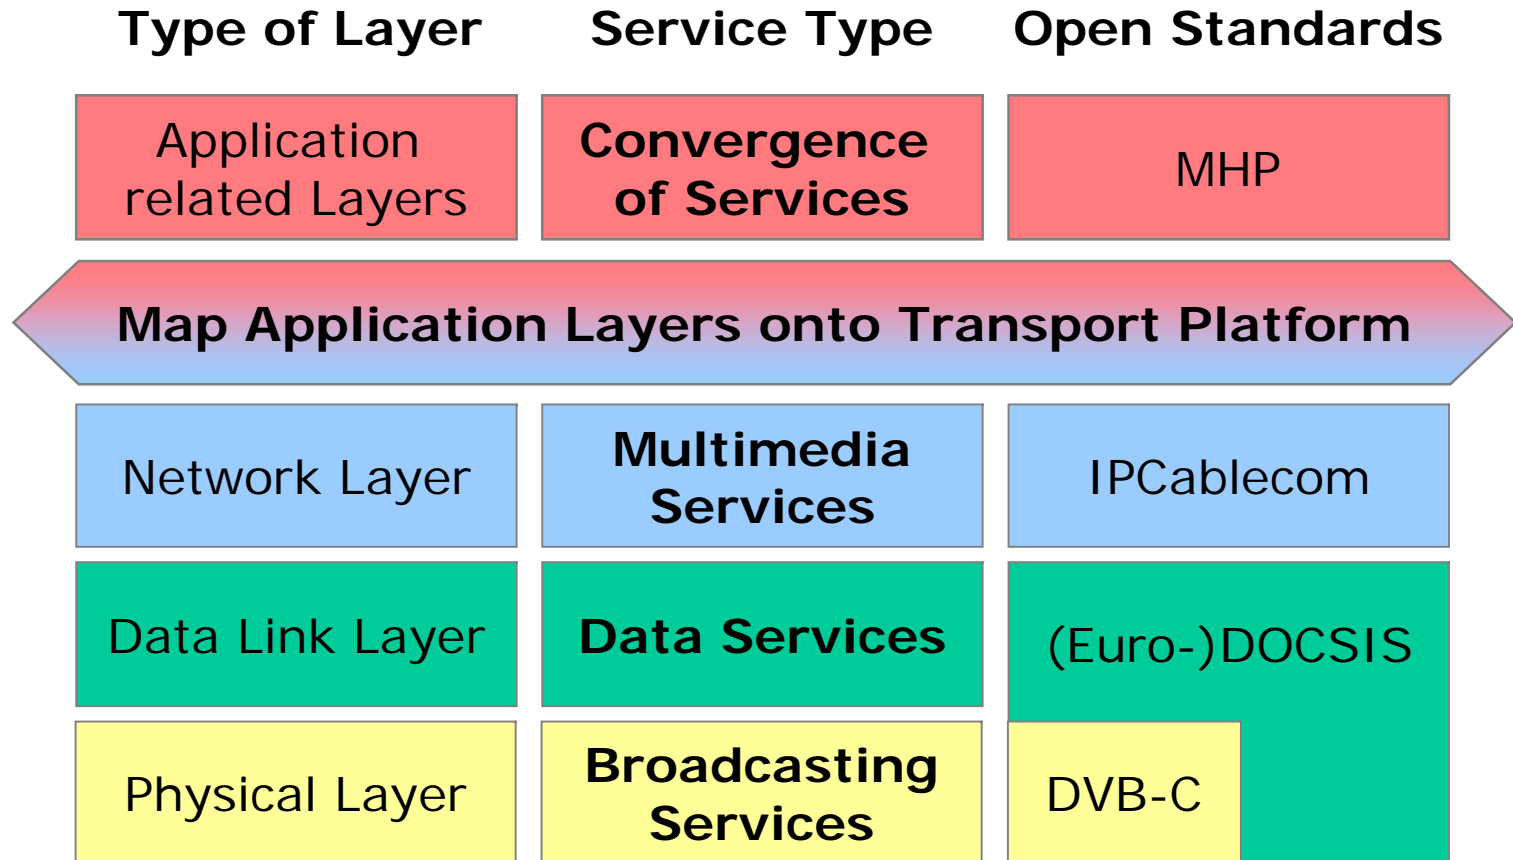 Type of Layer Service Type Open Standards
Application
related Layers
Convergence
of Services
MHP
Map Application Layers onto Transport Platform
Network Layer
Multimedia
Services
IPCablecom
Data Link Layer
Data Services
(Euro-)DOCSIS
Physical Layer
Broadcasting
Services
DVB-C